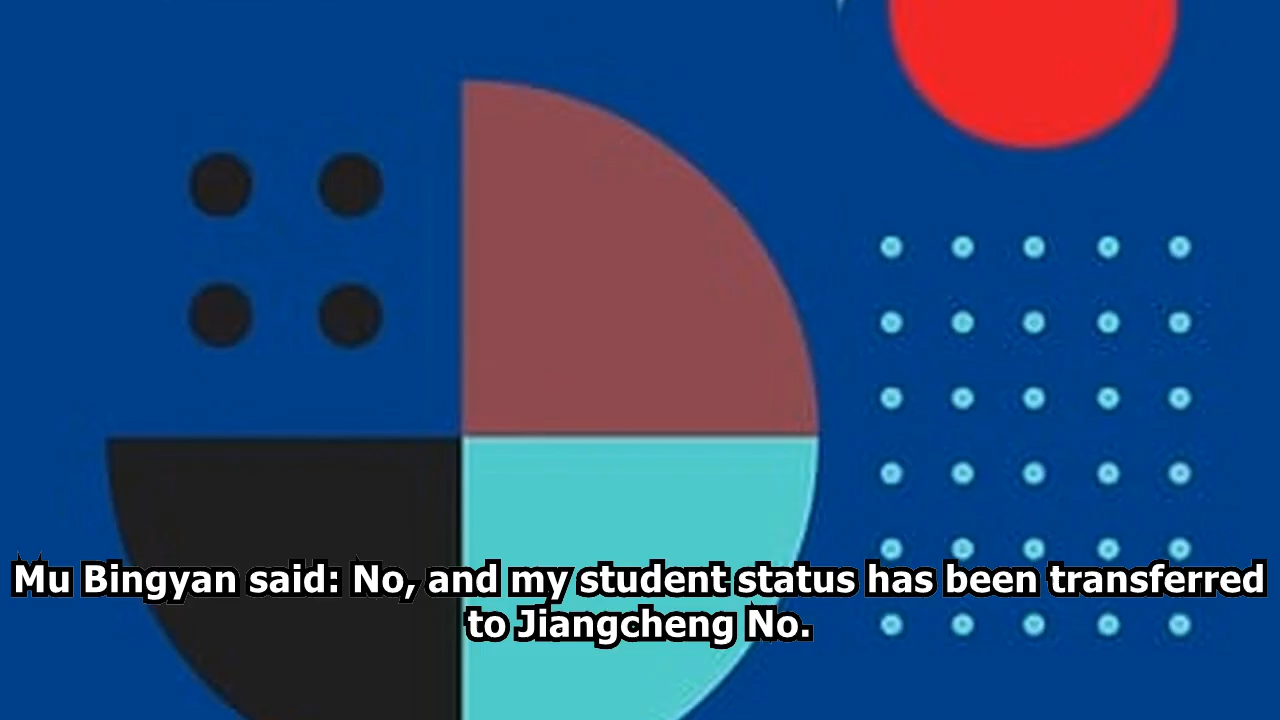 Mu Bingyan said: No, and my student status has been transferred
to Jiangcheng No.